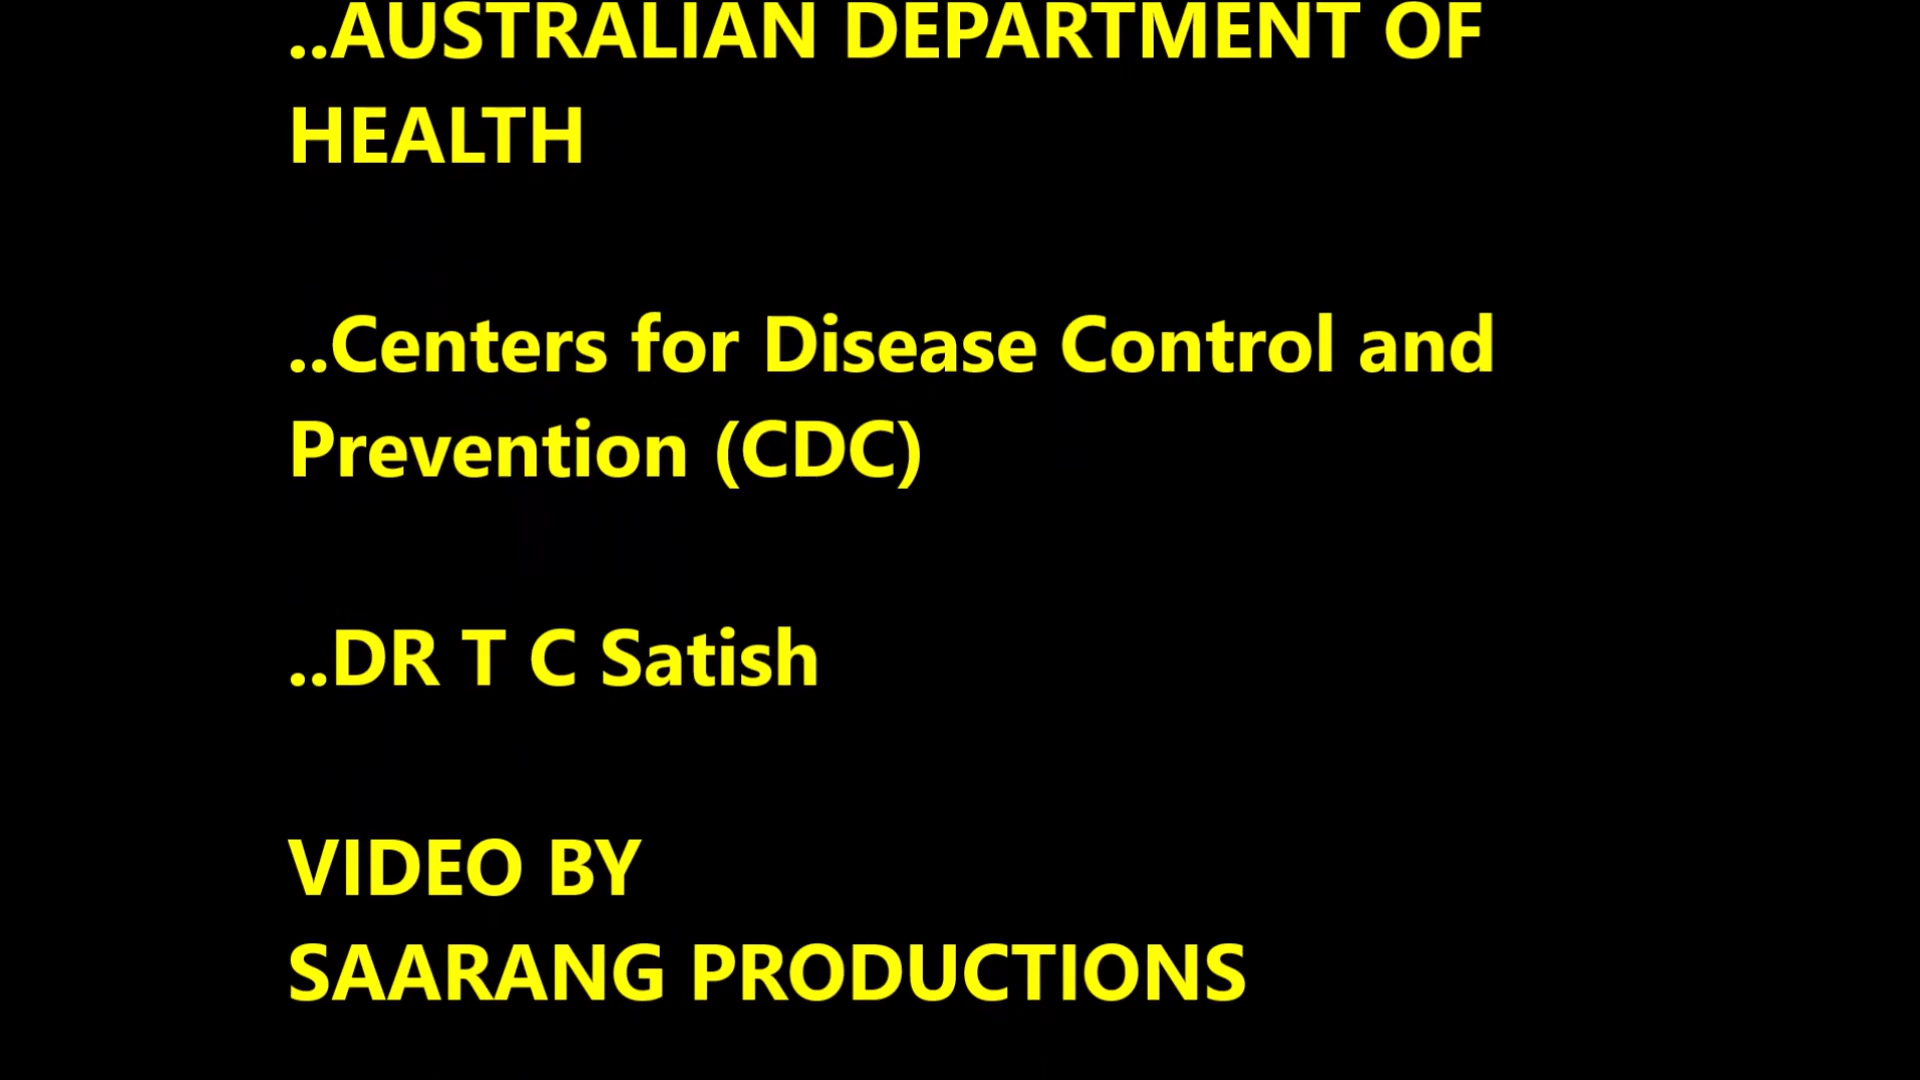 ..AUSTRALIAN DEPARTMENT OF
HEALTH
..Centers for Disease Control and
Prevention (CDC)
..DR T C Satish
VIDEO BY
SAARANG PRODUCTIONS